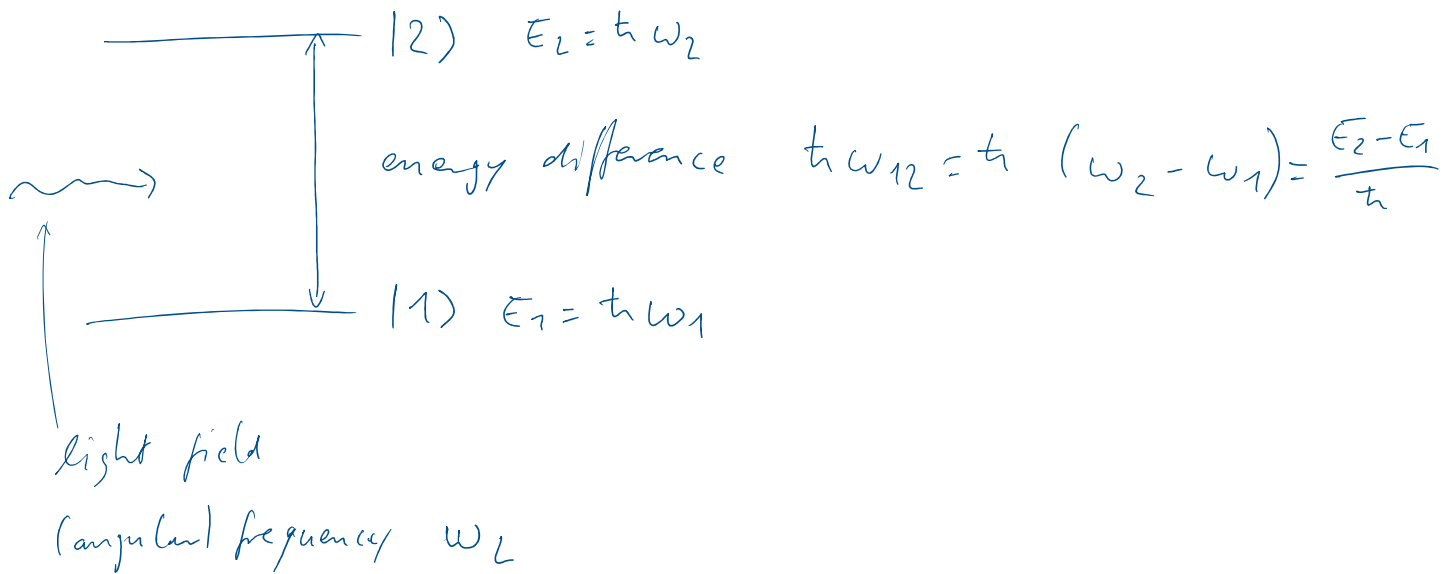 |2⟩ E₂ = ℏω₂
energy difference ℏω₁₂ = ℏ (ω₂ - ω₁) = (E₂ - E₁)/ℏ
|1⟩ E₁ = ℏω₁
light field
(angular) frequency ω_L